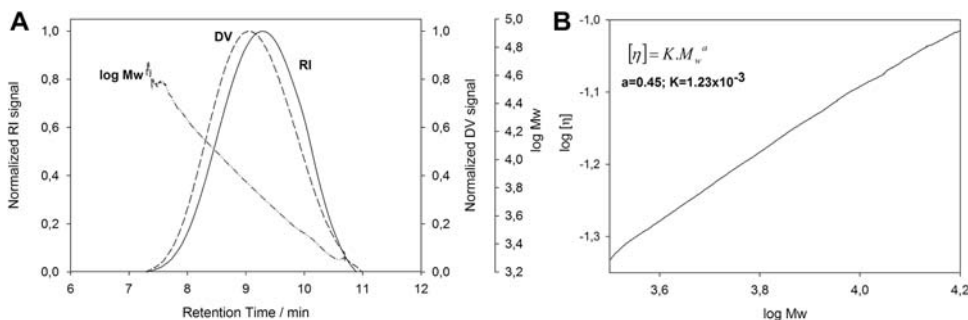 A
1,0
0,8
0,6
0,4
0,2
0,0
Normalized RI signal
DV
RI
log Mw
6 7 8 9 10 11 12
Retention Time / min
1,0
0,8
0,6
0,4
0,2
0,0
Normalized DV signal
5,0
4,8
4,6
4,4
4,2
4,0
3,8
3,6
3,4
3,2
log Mw
B
-1,0
-1,1
-1,2
-1,3
log [η]
[η] = K.M_w^a
a=0.45; K=1.23x10⁻³
3,6 3,8 4,0 4,2
log Mw